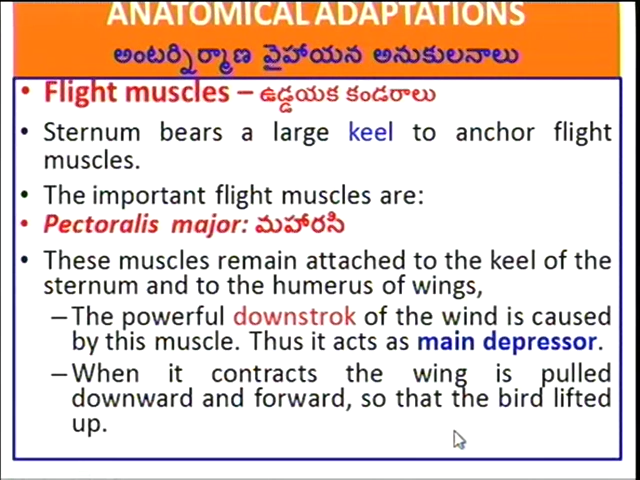 ANATOMICAL ADAPTATIONS
అంటర్నిర్మాణ వైహాయన అనుకులనాలు
• Flight muscles – ఉడ్డయక కండరాలు
• Sternum bears a large keel to anchor flight
muscles.
• The important flight muscles are:
• Pectoralis major: మహారసి
• These muscles remain attached to the keel of the
sternum and to the humerus of wings,
–The powerful downstrok of the wind is caused
by this muscle. Thus it acts as main depressor.
–When it contracts the wing is pulled
downward and forward, so that the bird lifted
up.